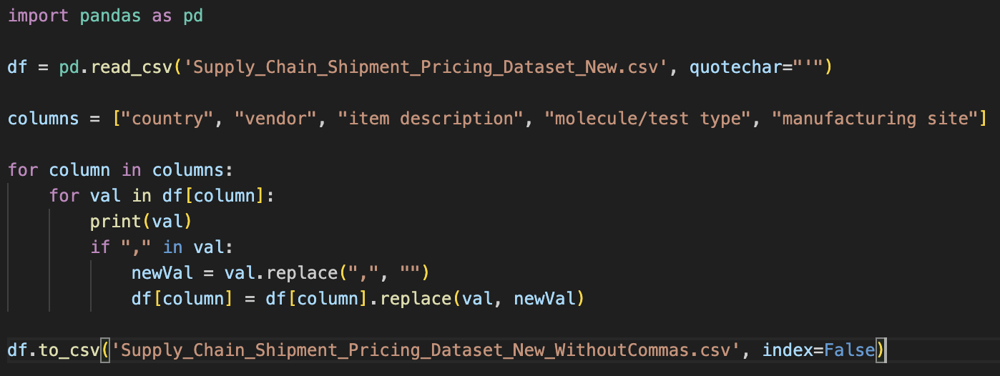 import pandas as pd
df = pd.read_csv('Supply_Chain_Shipment_Pricing_Dataset_New.csv', quotechar="'")
columns = ["country", "vendor", "item description", "molecule/test type", "manufacturing site"]
for column in columns:
    for val in df[column]:
        print(val)
        if "," in val:
            newVal = val.replace(",", "")
            df[column] = df[column].replace(val, newVal)
df.to_csv('Supply_Chain_Shipment_Pricing_Dataset_New_WithoutCommas.csv', index=False)